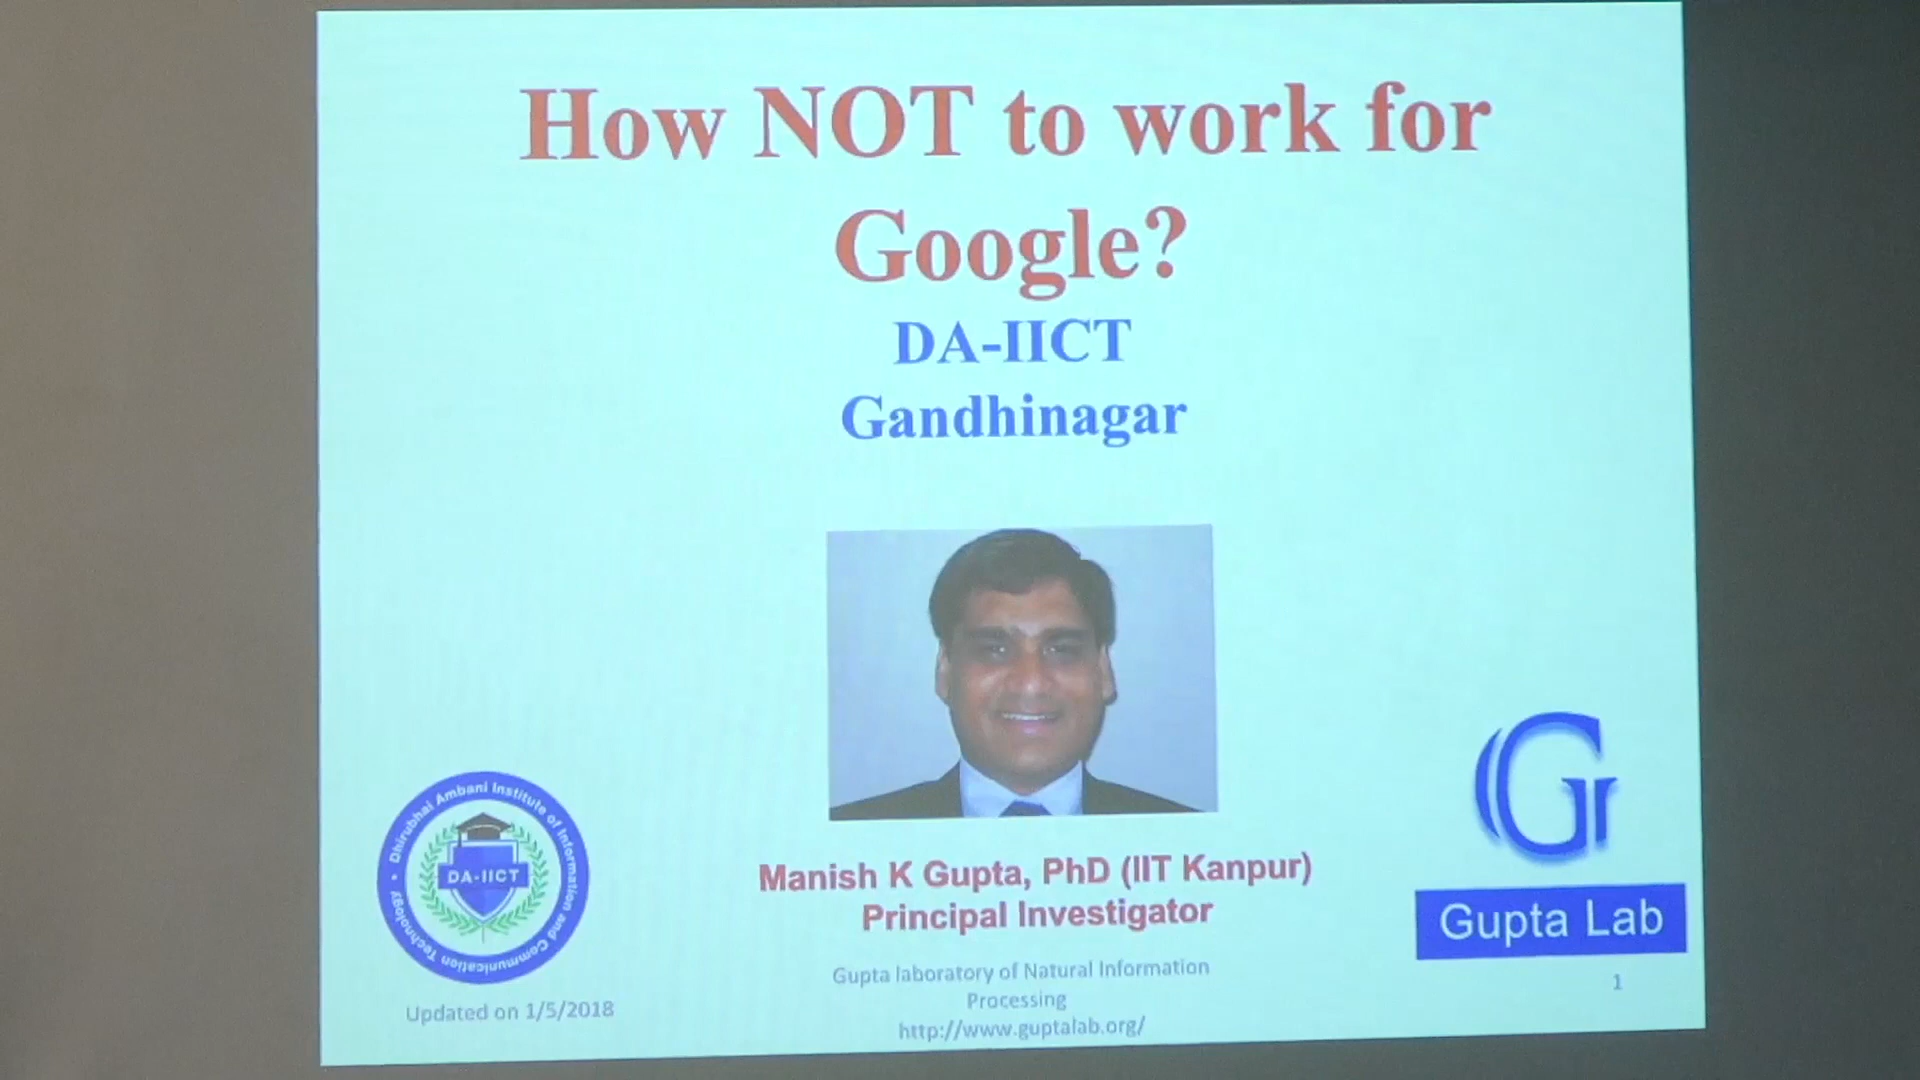 How NOT to work for
Google?
DA-IICT
Gandhinagar
Dhirubhai Ambani Institute of Information and Communication Technology
DA-IICT
Manish K Gupta, PhD (IIT Kanpur)
Principal Investigator
Gr
Gupta Lab
Gupta laboratory of Natural Information
Processing
http://www.guptalab.org/
Updated on 1/5/2018
1